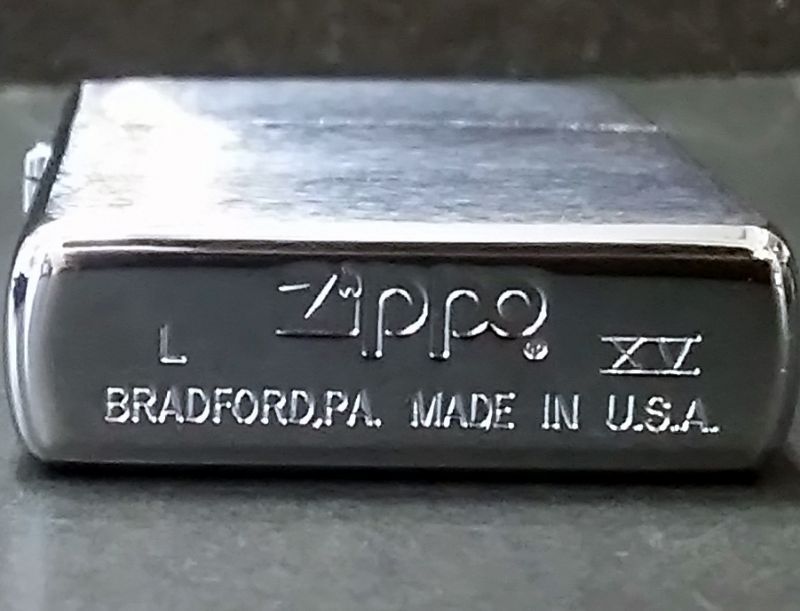 Zippo®
L XV
BRADFORD,PA. MADE IN U.S.A.